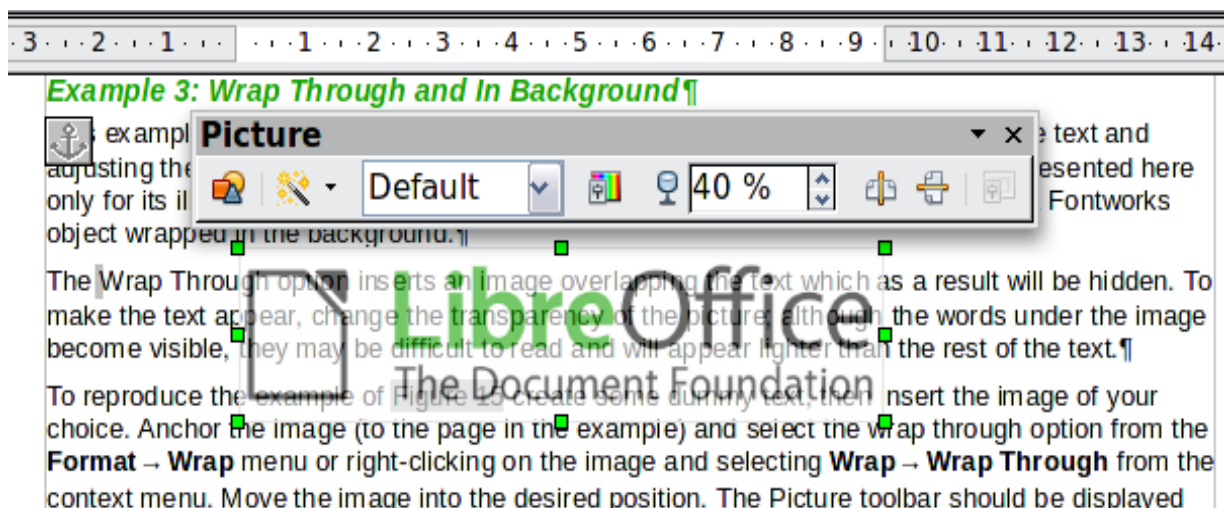 3 2 1 1 2 3 4 5 6 7 8 9 10 11 12 13 14
Example 3: Wrap Through and In Background¶
exampl
Picture
e text and
adjusting the
esented here
Default
40 %
only for its il
Fontworks
object wrapped in the background.¶
The Wrap Through option inserts an image overlapping the text which as a result will be hidden. To
LibreOffice
make the text appear, change the transparency of the picture; although the words under the image
become visible, they may be difficult to read and will appear lighter than the rest of the text.¶
The Document Foundation
To reproduce the example of Figure 15 create some dummy text, then insert the image of your
choice. Anchor the image (to the page in the example) and select the wrap through option from the
Format → Wrap menu or right-clicking on the image and selecting Wrap → Wrap Through from the
context menu. Move the image into the desired position. The Picture toolbar should be displayed